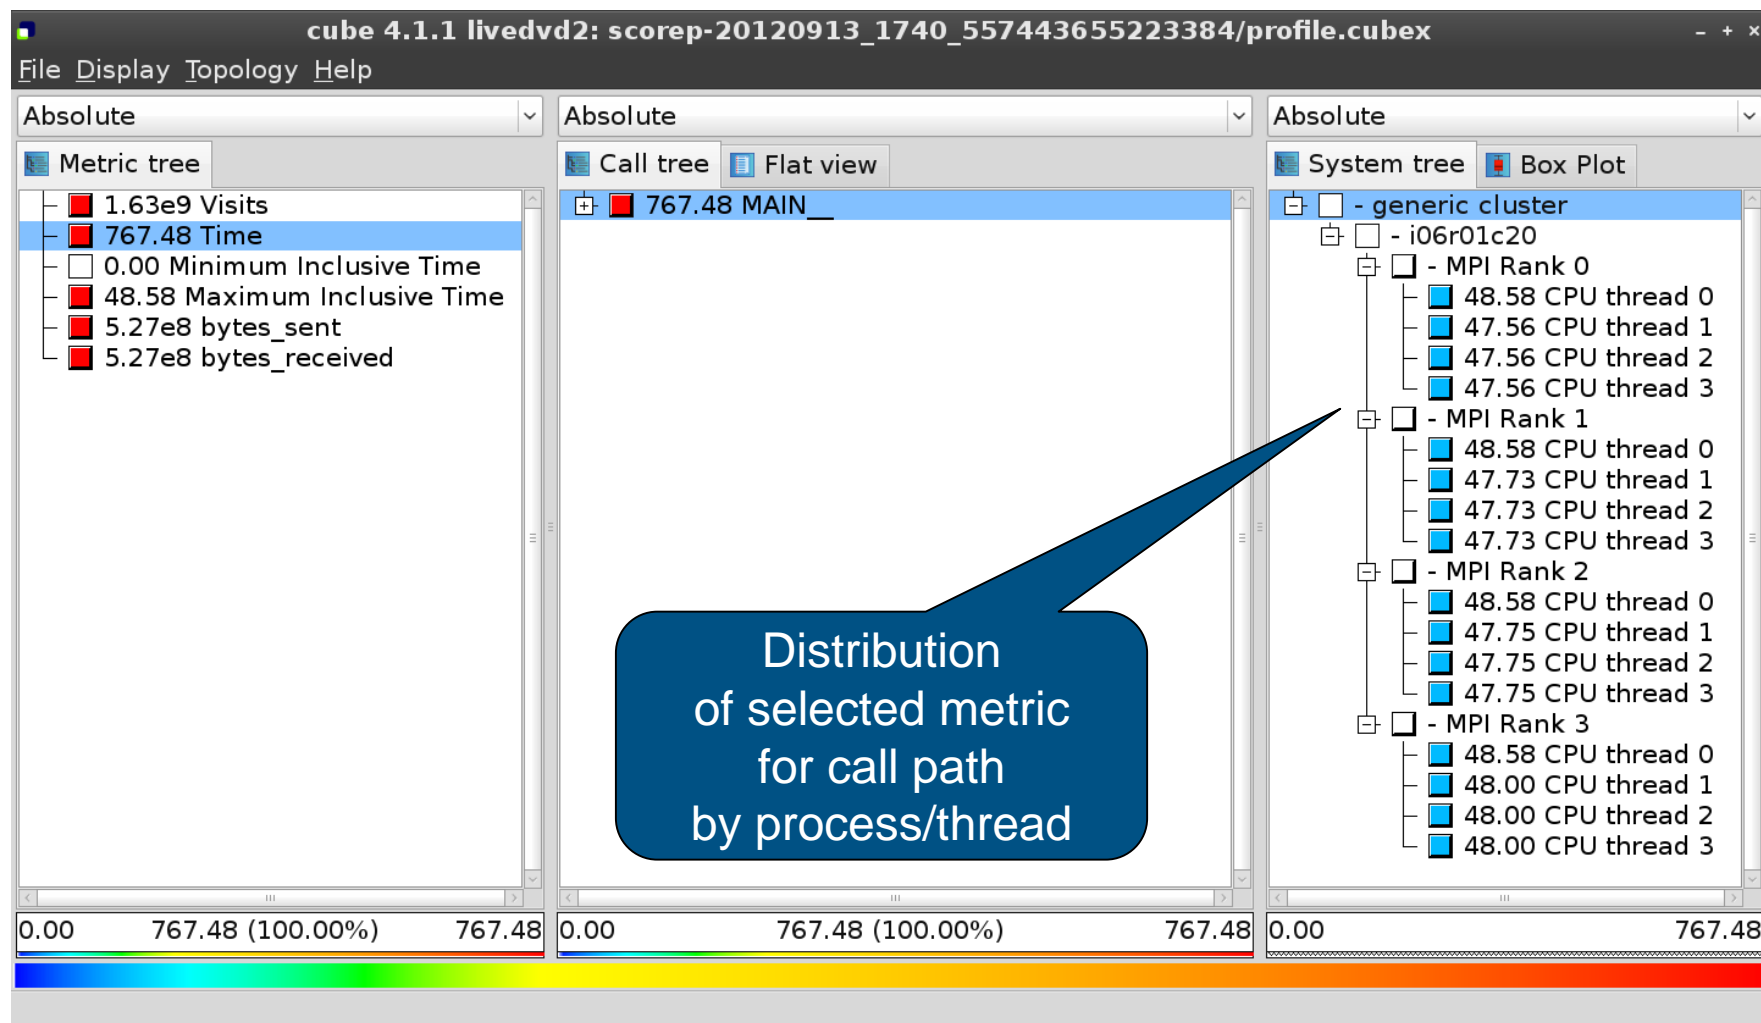 cube 4.1.1 livedvd2: scorep-20120913_1740_557443655223384/profile.cubex
File Display Topology Help
Absolute
Metric tree
1.63e9 Visits
767.48 Time
0.00 Minimum Inclusive Time
48.58 Maximum Inclusive Time
5.27e8 bytes_sent
5.27e8 bytes_received
0.00 767.48 (100.00%) 767.48
Absolute
Call tree Flat view
767.48 MAIN__
Distribution
of selected metric
for call path
by process/thread
0.00 767.48 (100.00%) 767.48
Absolute
System tree Box Plot
- generic cluster
- i06r01c20
- MPI Rank 0
48.58 CPU thread 0
47.56 CPU thread 1
47.56 CPU thread 2
47.56 CPU thread 3
- MPI Rank 1
48.58 CPU thread 0
47.73 CPU thread 1
47.73 CPU thread 2
47.73 CPU thread 3
- MPI Rank 2
48.58 CPU thread 0
47.75 CPU thread 1
47.75 CPU thread 2
47.75 CPU thread 3
- MPI Rank 3
48.58 CPU thread 0
48.00 CPU thread 1
48.00 CPU thread 2
48.00 CPU thread 3
0.00 767.48